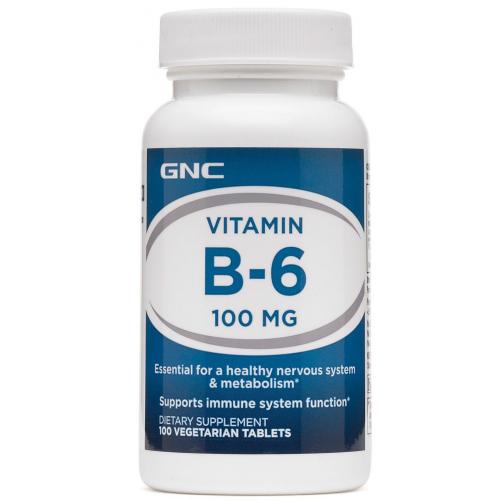 GNC
VITAMIN
B-6
100 MG
Essential for a healthy nervous system
& metabolism*
Supports immune system function*
DIETARY SUPPLEMENT
100 VEGETARIAN TABLETS